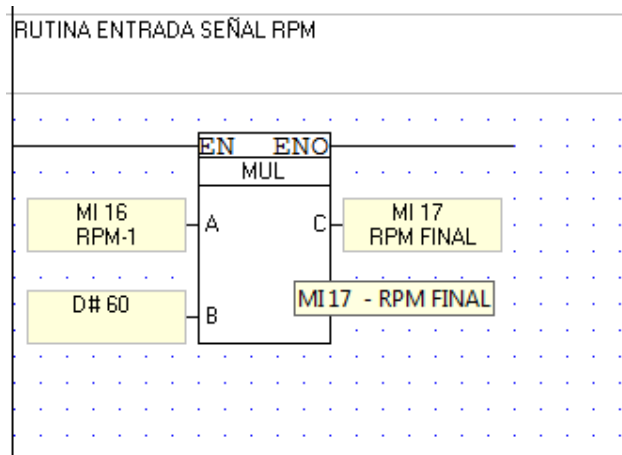 RUTINA ENTRADA SEÑAL RPM
EN ENO
MUL
MI 16
RPM-1
A
C
MI 17
RPM FINAL
MI 17 - RPM FINAL
D# 60
B